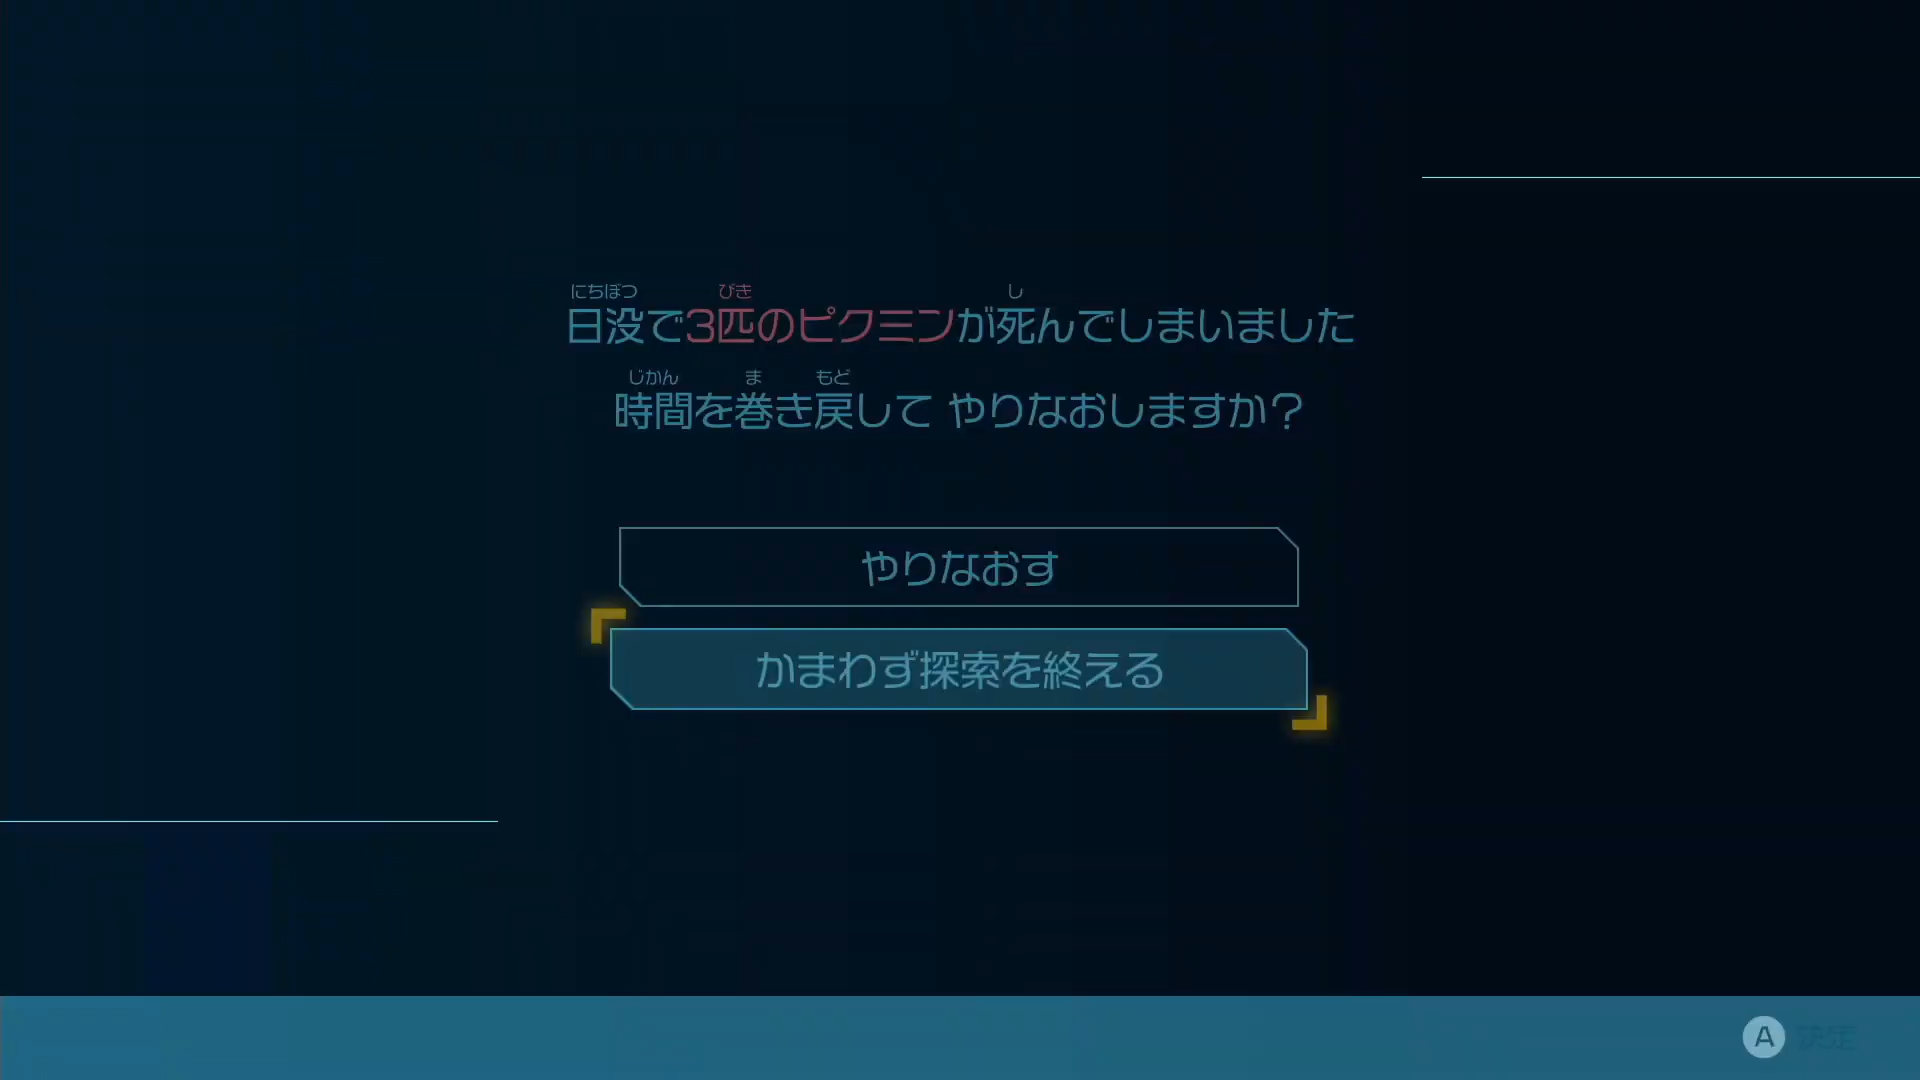 にちぼつ びき し
日没で3匹のピクミンが死んでしまいました
じかん ま もど
時間を巻き戻して やりなおしますか?
やりなおす
かまわず探索を終える
A 決定